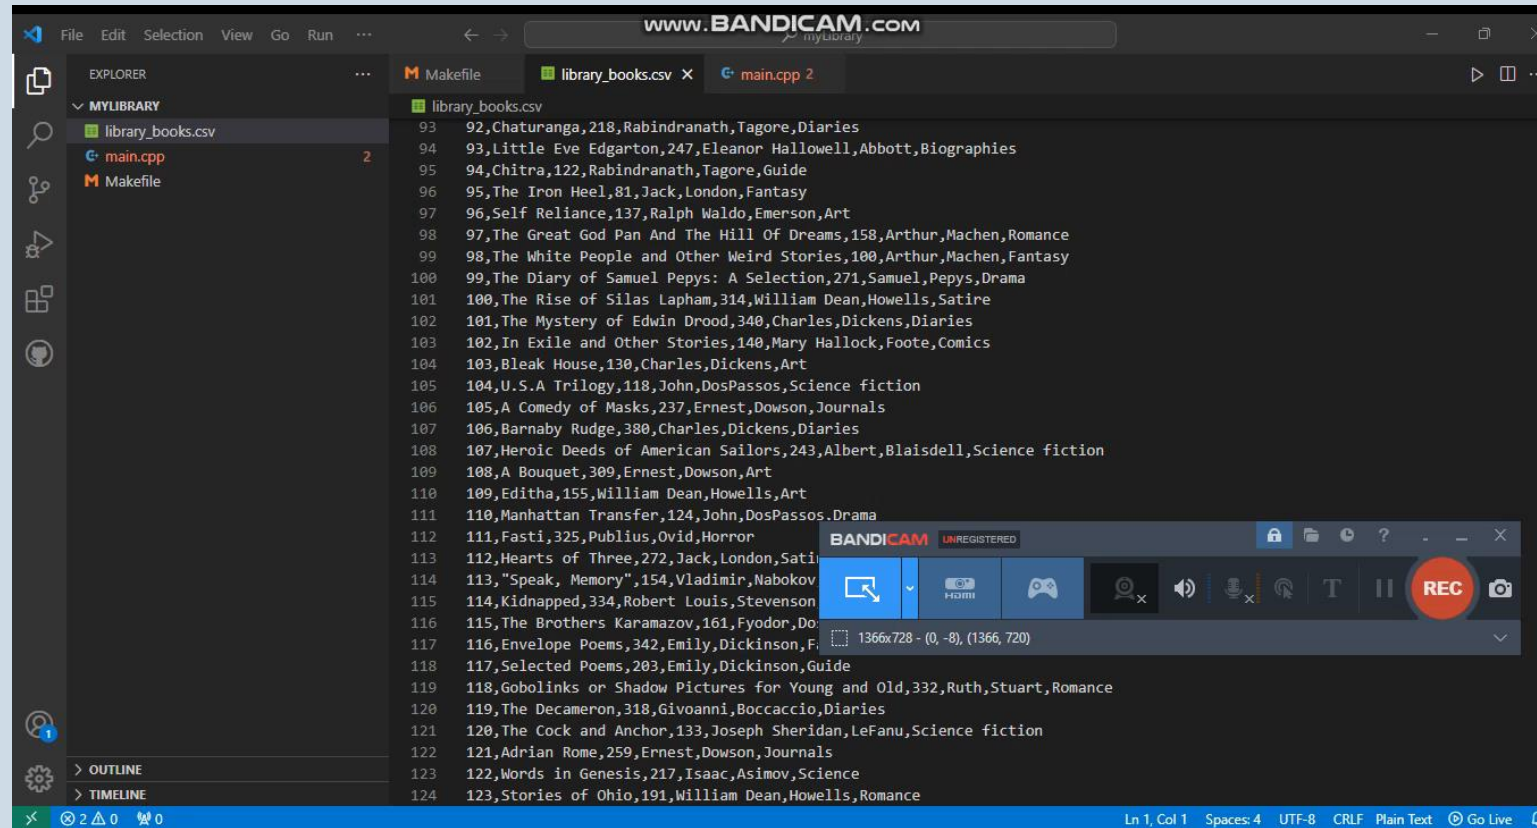 www.BANDICAM.com
File Edit Selection View Go Run ··· myLibrary
EXPLORER ···
MYLIBRARY
library_books.csv
main.cpp 2
Makefile
OUTLINE
TIMELINE
Makefile library_books.csv main.cpp 2
library_books.csv
93 92,Chaturanga,218,Rabindranath,Tagore,Diaries
94 93,Little Eve Edgarton,247,Eleanor Hallowell,Abbott,Biographies
95 94,Chitra,122,Rabindranath,Tagore,Guide
96 95,The Iron Heel,81,Jack,London,Fantasy
97 96,Self Reliance,137,Ralph Waldo,Emerson,Art
98 97,The Great God Pan And The Hill Of Dreams,158,Arthur,Machen,Romance
99 98,The White People and Other Weird Stories,100,Arthur,Machen,Fantasy
100 99,The Diary of Samuel Pepys: A Selection,271,Samuel,Pepys,Drama
101 100,The Rise of Silas Lapham,314,William Dean,Howells,Satire
102 101,The Mystery of Edwin Drood,340,Charles,Dickens,Diaries
103 102,In Exile and Other Stories,140,Mary Hallock,Foote,Comics
104 103,Bleak House,130,Charles,Dickens,Art
105 104,U.S.A Trilogy,118,John,DosPassos,Science fiction
106 105,A Comedy of Masks,237,Ernest,Dowson,Journals
107 106,Barnaby Rudge,380,Charles,Dickens,Diaries
108 107,Heroic Deeds of American Sailors,243,Albert,Blaisdell,Science fiction
109 108,A Bouquet,309,Ernest,Dowson,Art
110 109,Editha,155,William Dean,Howells,Art
111 110,Manhattan Transfer,124,John,DosPassos,Drama
112 111,Fasti,325,Publius,Ovid,Horror
113 112,Hearts of Three,272,Jack,London,Sati
114 113,"Speak, Memory",154,Vladimir,Nabokov
115 114,Kidnapped,334,Robert Louis,Stevenson
116 115,The Brothers Karamazov,161,Fyodor,Do
117 116,Envelope Poems,342,Emily,Dickinson,F
118 117,Selected Poems,203,Emily,Dickinson,Guide
119 118,Gobolinks or Shadow Pictures for Young and Old,332,Ruth,Stuart,Romance
120 119,The Decameron,318,Givoanni,Boccaccio,Diaries
121 120,The Cock and Anchor,133,Joseph Sheridan,LeFanu,Science fiction
122 121,Adrian Rome,259,Ernest,Dowson,Journals
123 122,Words in Genesis,217,Isaac,Asimov,Science
124 123,Stories of Ohio,191,William Dean,Howells,Romance
BANDICAM UNREGISTERED
HDMI T REC
1366x728 - (0, -8), (1366, 720)
1
2 0 0 Ln 1, Col 1 Spaces: 4 UTF-8 CRLF Plain Text Go Live